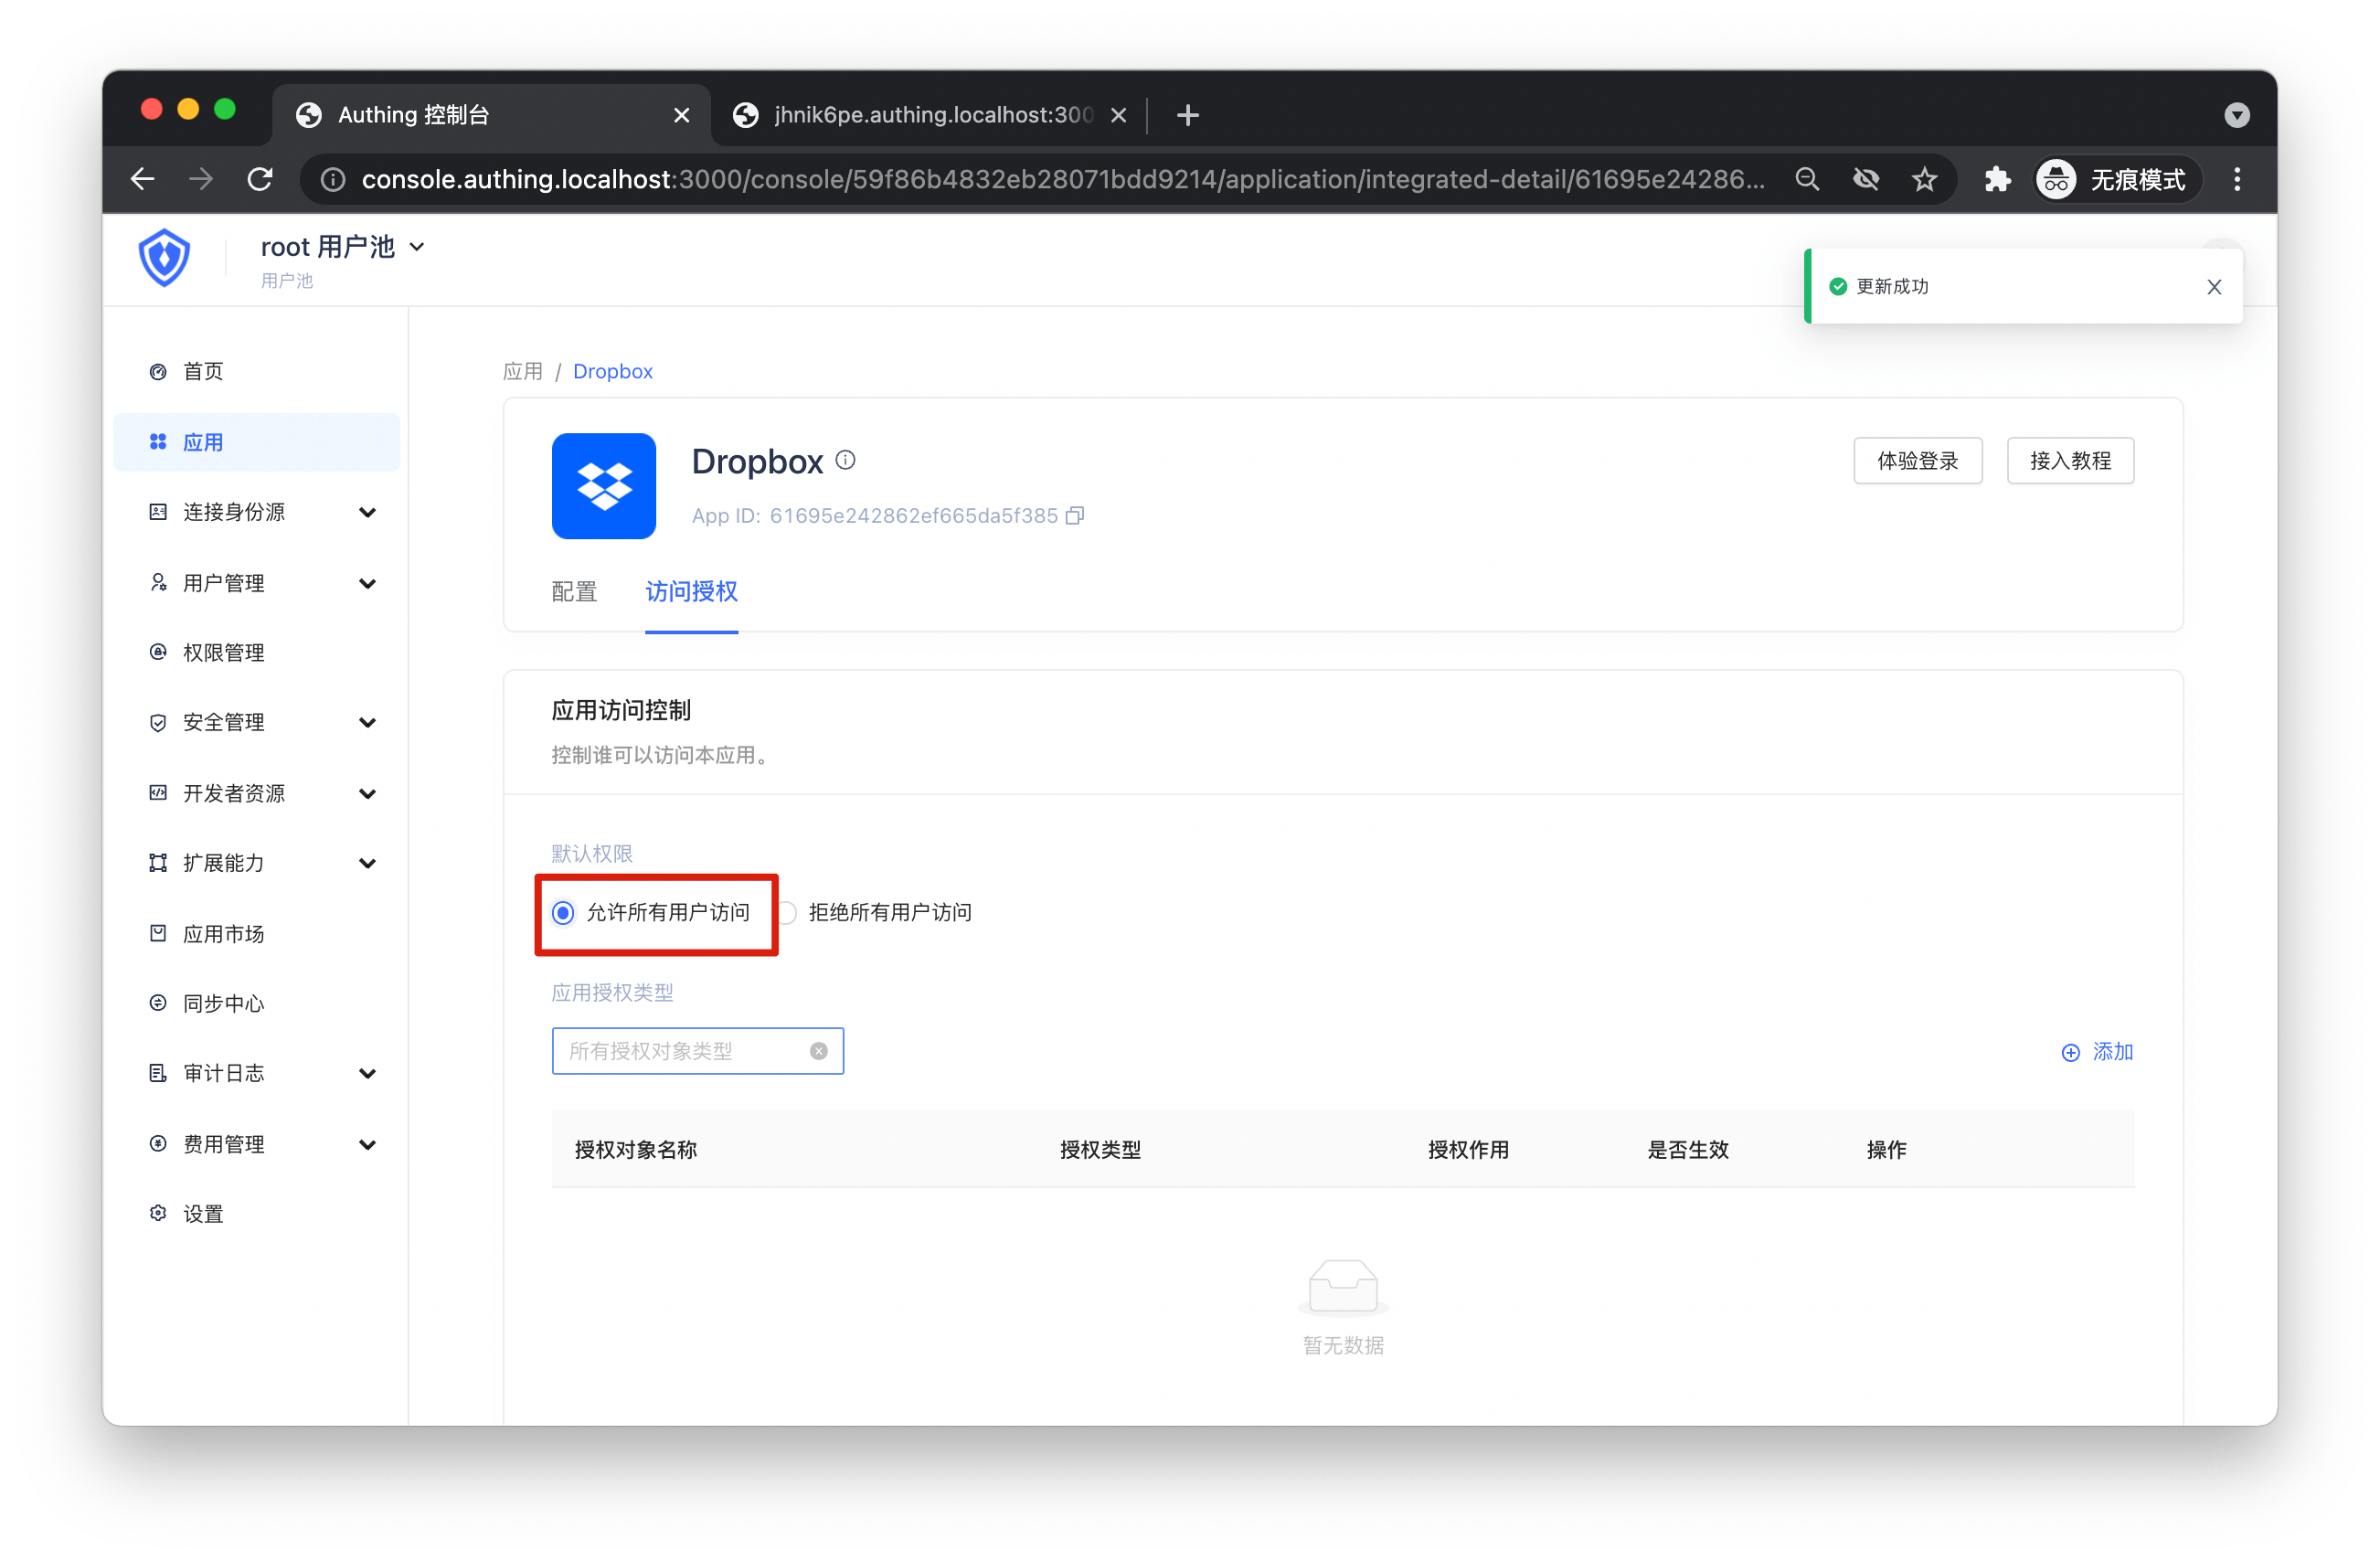 Authing 控制台
jhnik6pe.authing.localhost:300
console.authing.localhost:3000/console/59f86b4832eb28071bdd9214/application/integrated-detail/61695e24286...
无痕模式
root 用户池
用户池
更新成功
首页
应用
连接身份源
用户管理
权限管理
安全管理
开发者资源
扩展能力
应用市场
同步中心
审计日志
费用管理
设置
应用 / Dropbox
Dropbox
体验登录
接入教程
App ID: 61695e242862ef665da5f385
配置
访问授权
应用访问控制
控制谁可以访问本应用。
默认权限
允许所有用户访问
拒绝所有用户访问
应用授权类型
所有授权对象类型
添加
授权对象名称 授权类型 授权作用 是否生效 操作
暂无数据